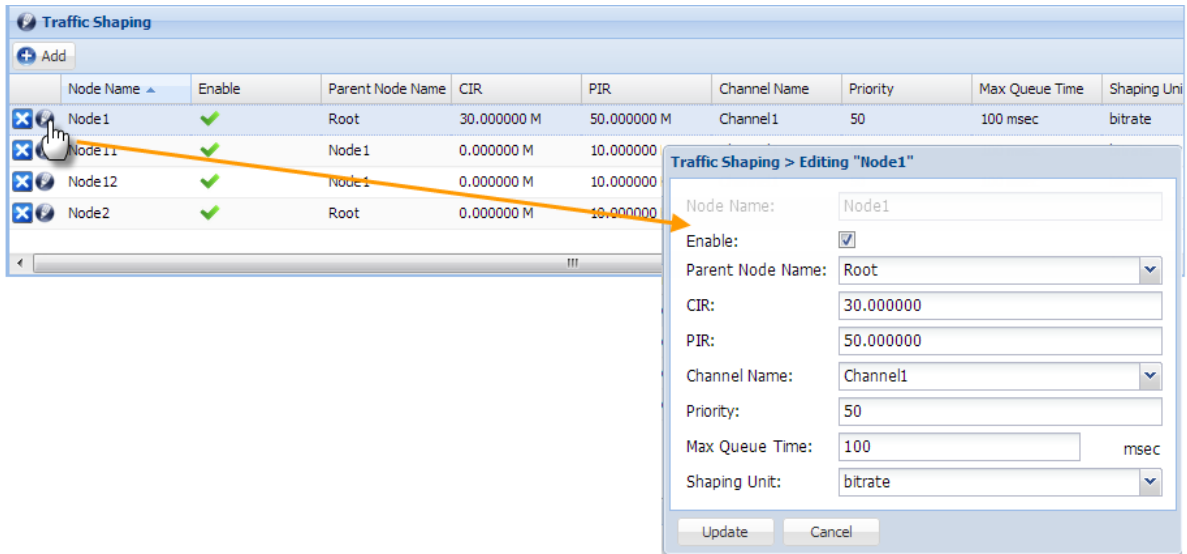 Traffic Shaping
Add
Node Name Enable Parent Node Name CIR PIR Channel Name Priority Max Queue Time Shaping Uni
Node1 Root 30.000000 M 50.000000 M Channel1 50 100 msec bitrate
Node11 Node1 0.000000 M 10.000000
Node12 Node1 0.000000 M 10.000000
Node2 Root 0.000000 M 10.000000
Traffic Shaping > Editing "Node1"
Node Name: Node1
Enable:
Parent Node Name: Root
CIR: 30.000000
PIR: 50.000000
Channel Name: Channel1
Priority: 50
Max Queue Time: 100 msec
Shaping Unit: bitrate
Update Cancel